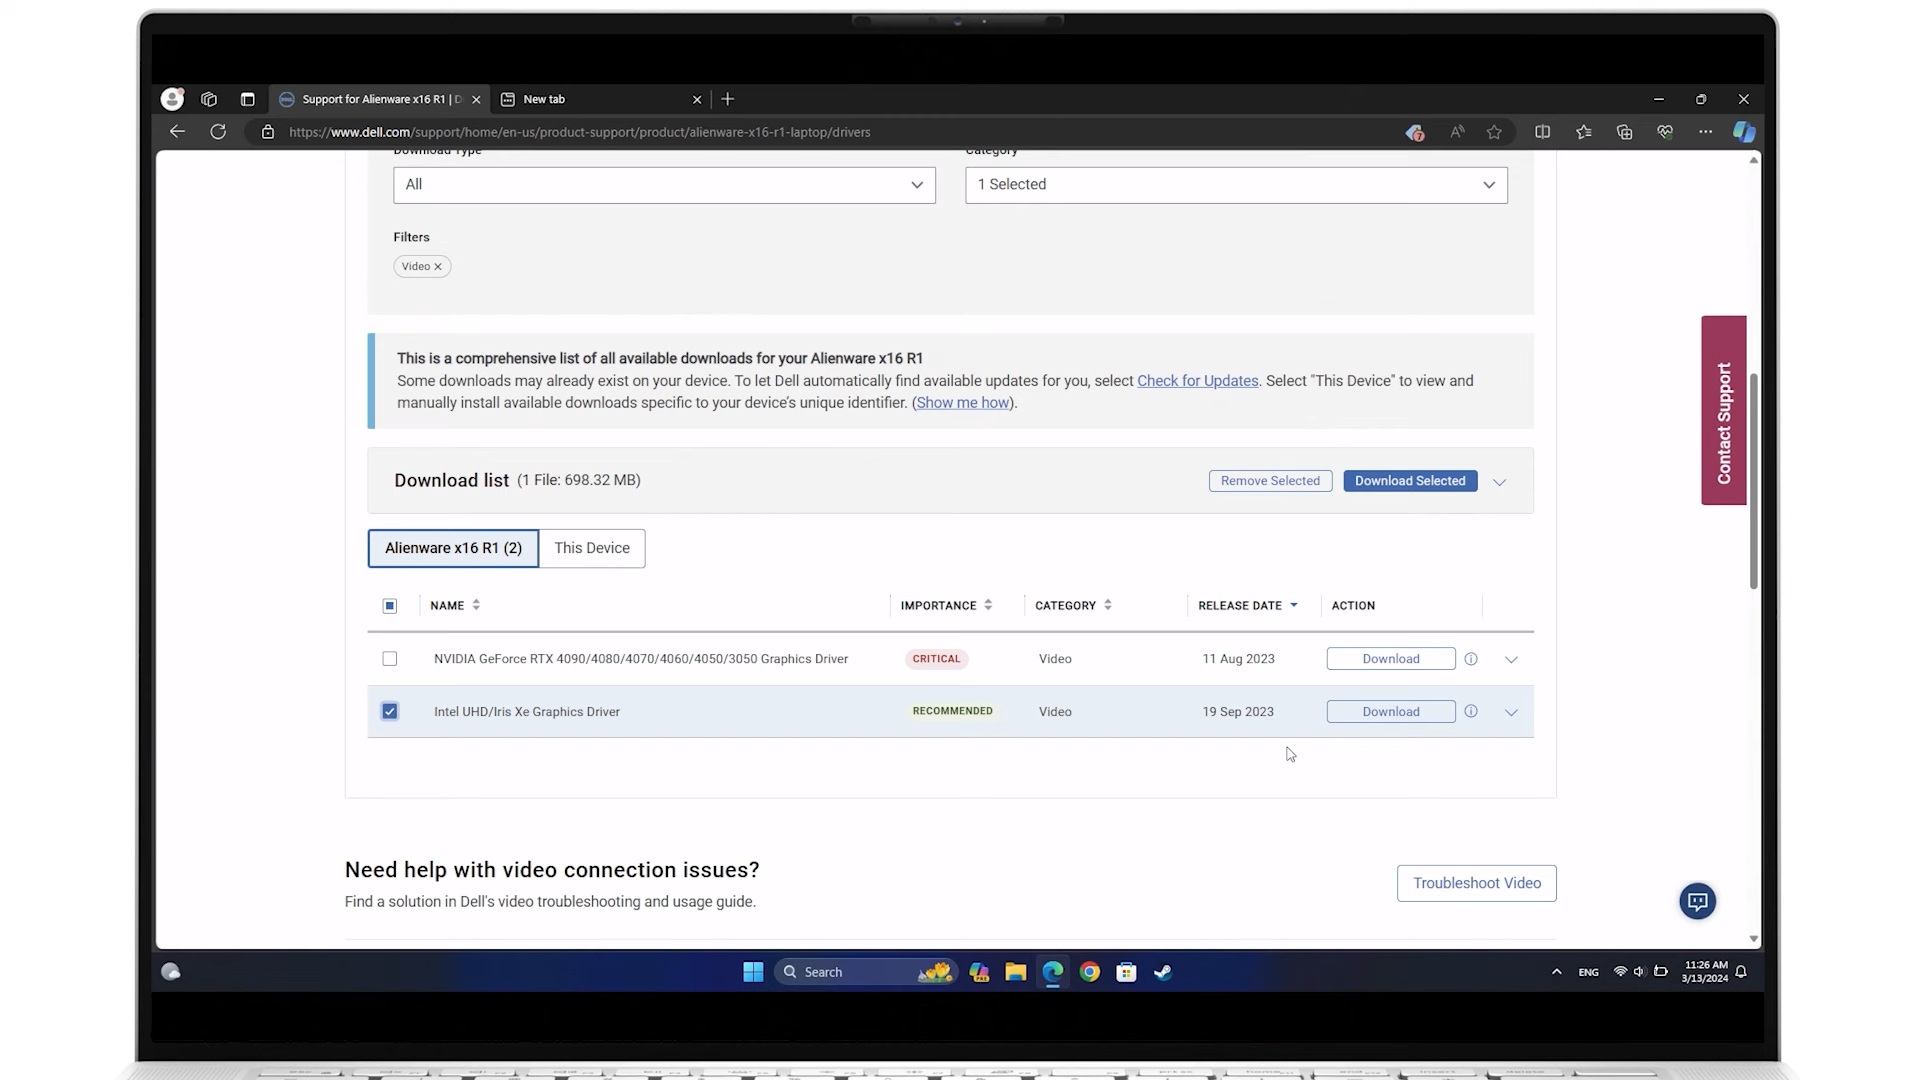 Support for Alienware x16 R1 | D
New tab
https://www.dell.com/support/home/en-us/product-support/product/alienware-x16-r1-laptop/drivers
7
Download Type
Category
All
1 Selected
Filters
Video
This is a comprehensive list of all available downloads for your Alienware x16 R1
Some downloads may already exist on your device. To let Dell automatically find available updates for you, select Check for Updates. Select "This Device" to view and
manually install available downloads specific to your device's unique identifier. (Show me how).
Download list (1 File: 698.32 MB)
Remove Selected
Download Selected
Contact Support
Alienware x16 R1 (2)
This Device
NAME IMPORTANCE CATEGORY RELEASE DATE ACTION
NVIDIA GeForce RTX 4090/4080/4070/4060/4050/3050 Graphics Driver CRITICAL Video 11 Aug 2023 Download
Intel UHD/Iris Xe Graphics Driver RECOMMENDED Video 19 Sep 2023 Download
Need help with video connection issues?
Find a solution in Dell's video troubleshooting and usage guide.
Troubleshoot Video
Search
ENG
11:26 AM
3/13/2024